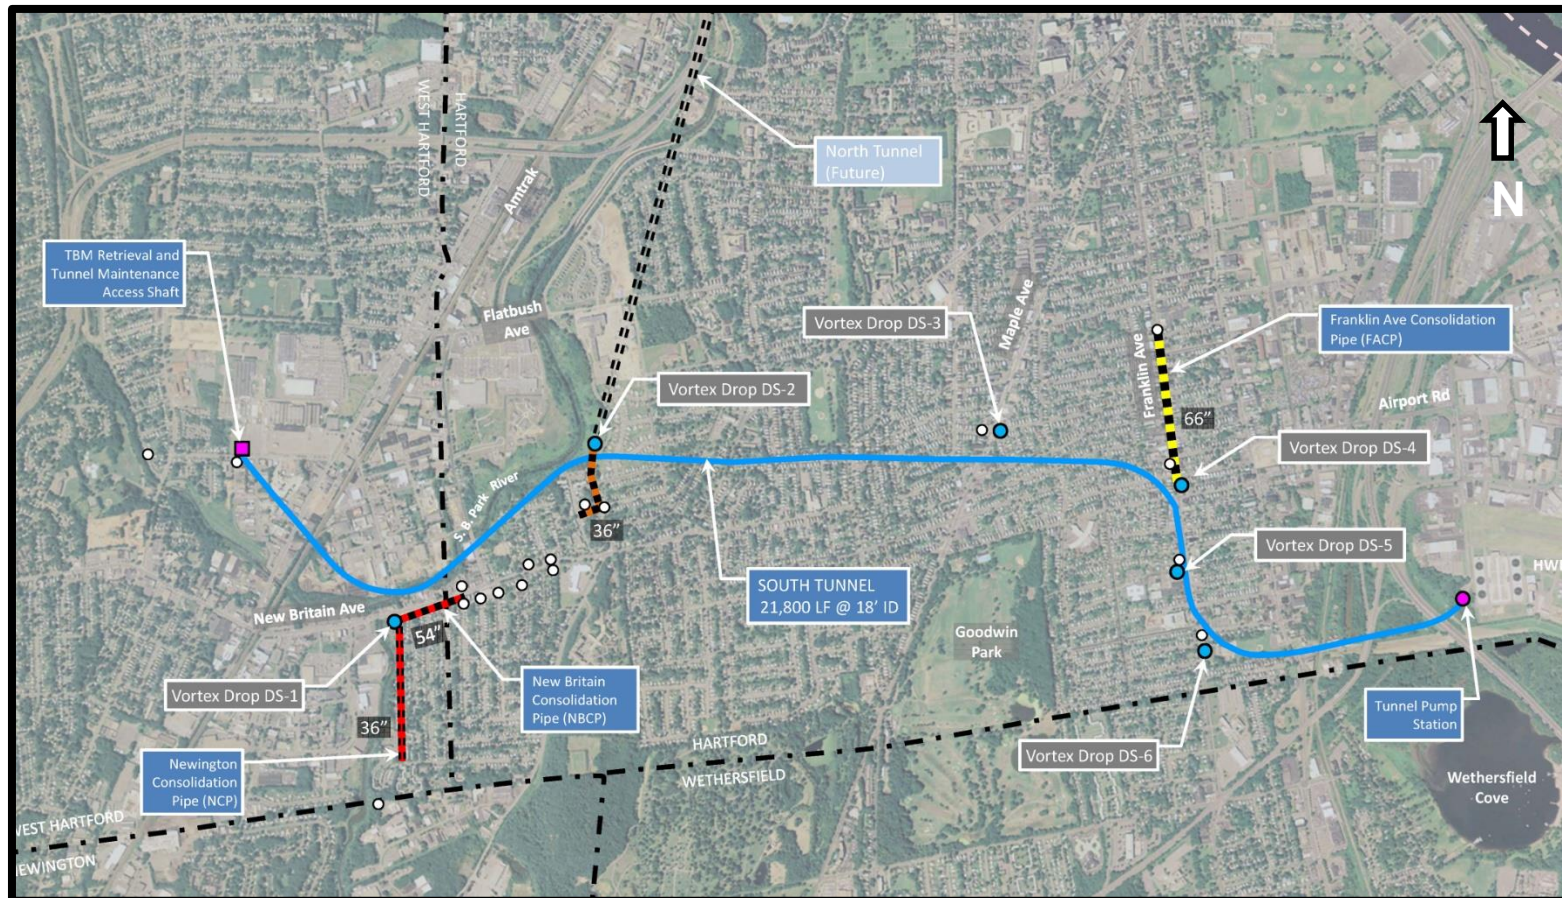 WEST HARTFORD
HARTFORD
North Tunnel
(Future)
N
Amtrak
TBM Retrieval and
Tunnel Maintenance
Access Shaft
Flatbush
Ave
Vortex Drop DS-3
Maple Ave
Franklin Ave
Franklin Ave Consolidation
Pipe (FACP)
Vortex Drop DS-2
Airport Rd
66”
Vortex Drop DS-4
S. B. Park River
36”
Vortex Drop DS-5
HWP
SOUTH TUNNEL
21,800 LF @ 18’ ID
New Britain Ave
54”
Goodwin
Park
Vortex Drop DS-1
New Britain
Consolidation
Pipe (NBCP)
Tunnel Pump
Station
36”
HARTFORD
WETHERSFIELD
Vortex Drop DS-6
Newington
Consolidation
Pipe (NCP)
Wethersfield
Cove
WEST HARTFORD
NEWINGTON